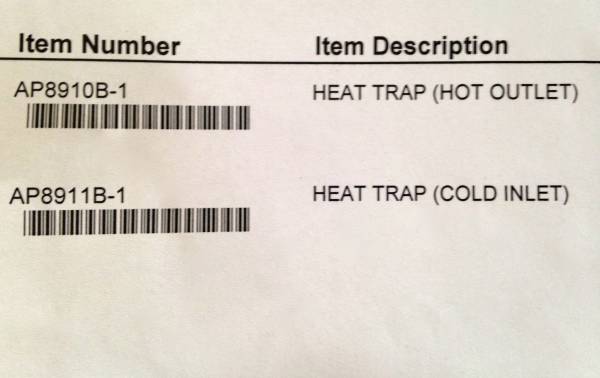 Item Number Item Description
AP8910B-1 HEAT TRAP (HOT OUTLET)
AP8911B-1 HEAT TRAP (COLD INLET)